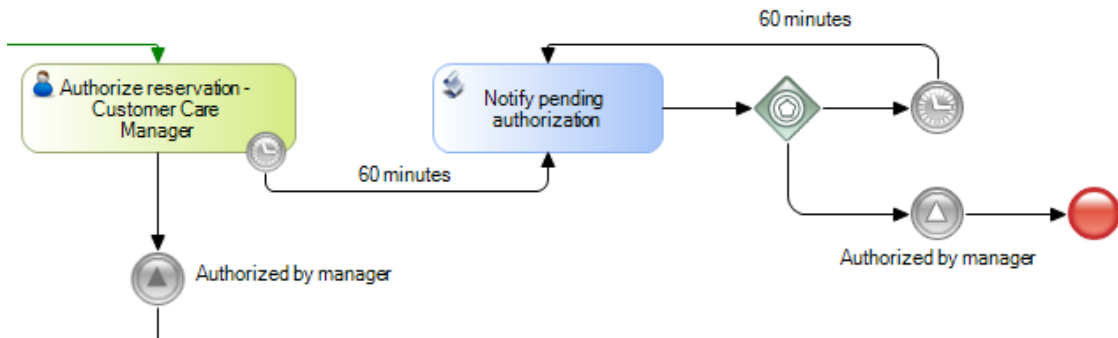 60 minutes
Authorize reservation -
Customer Care
Manager
Notify pending
authorization
60 minutes
Authorized by manager
Authorized by manager